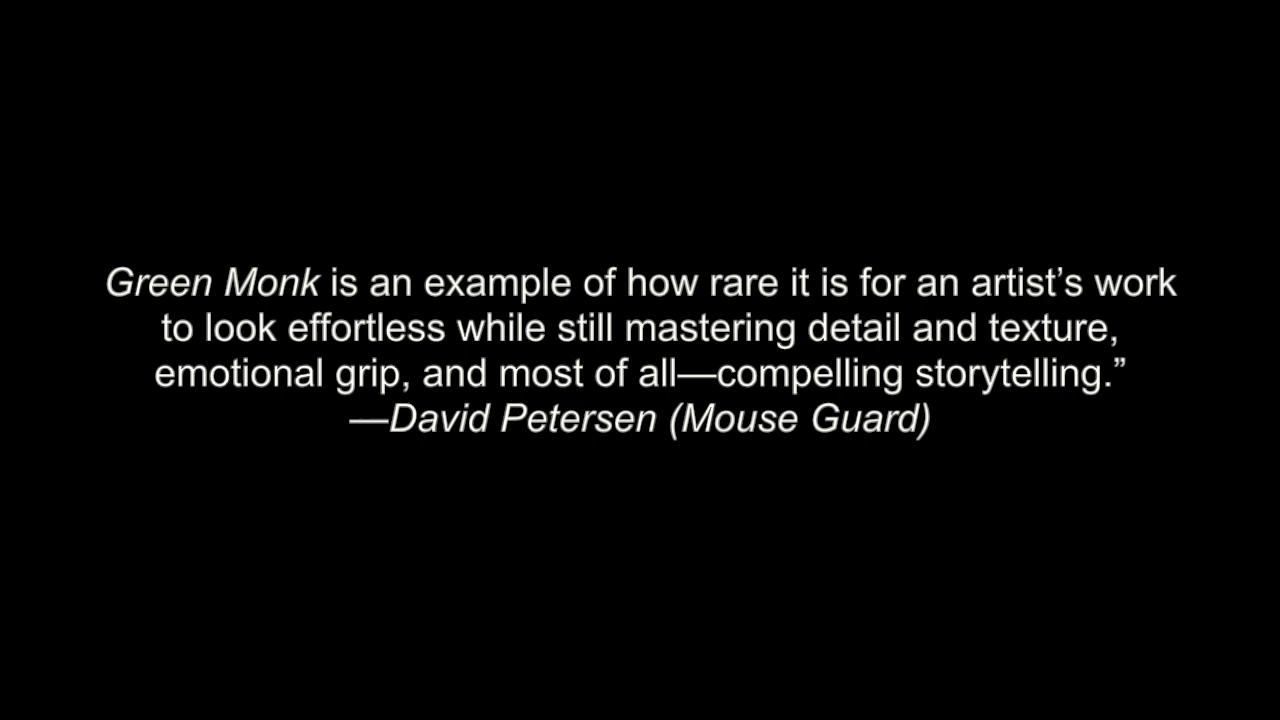 Green Monk is an example of how rare it is for an artist’s work
to look effortless while still mastering detail and texture,
emotional grip, and most of all—compelling storytelling.”
—David Petersen (Mouse Guard)